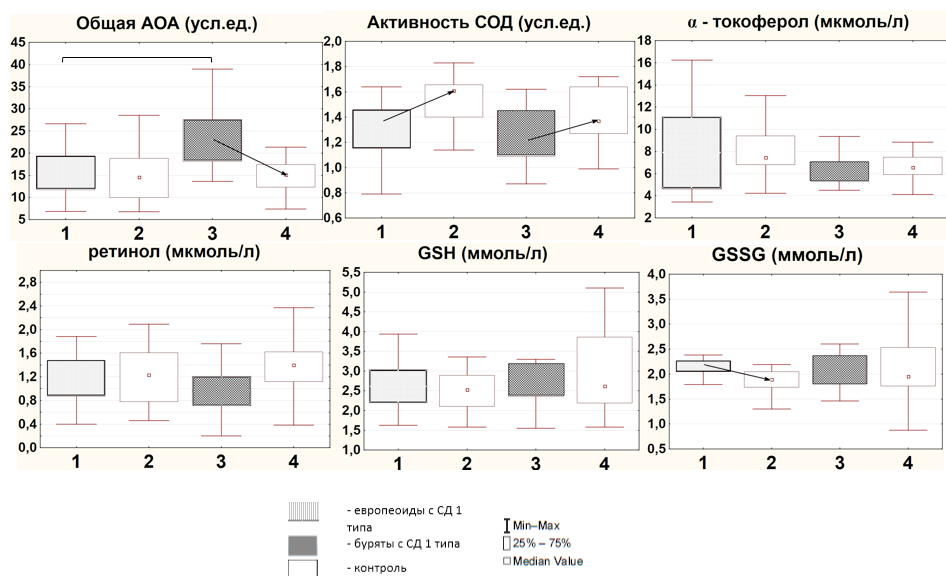 Общая АОА (усл.ед.)
45
40
35
30
25
20
15
10
5
1 2 3 4
Активность СОД (усл.ед.)
2,0
1,8
1,6
1,4
1,2
1,0
0,8
0,6
1 2 3 4
α - токоферол (мкмоль/л)
18
16
14
12
10
8
6
4
2
1 2 3 4
ретинол (мкмоль/л)
2,8
2,4
2,0
1,6
1,2
0,8
0,4
0,0
1 2 3 4
GSH (ммоль/л)
5,5
5,0
4,5
4,0
3,5
3,0
2,5
2,0
1,5
1,0
1 2 3 4
GSSG (ммоль/л)
4,0
3,5
3,0
2,5
2,0
1,5
1,0
0,5
1 2 3 4
- европеоиды с СД 1
типа
- буряты с СД 1 типа
- контроль
Min–Max
25% – 75%
Median Value